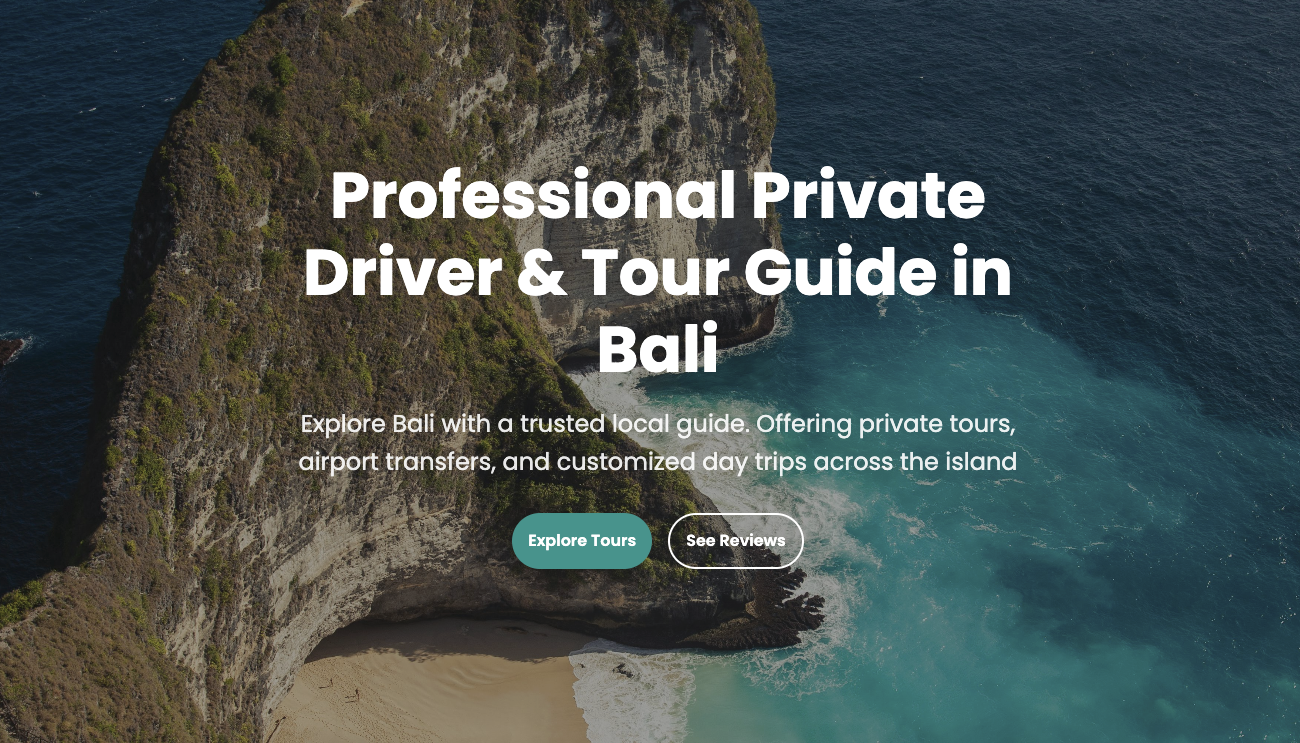 Professional Private
Driver & Tour Guide in
Bali
Explore Bali with a trusted local guide. Offering private tours,
airport transfers, and customized day trips across the island
Explore Tours
See Reviews